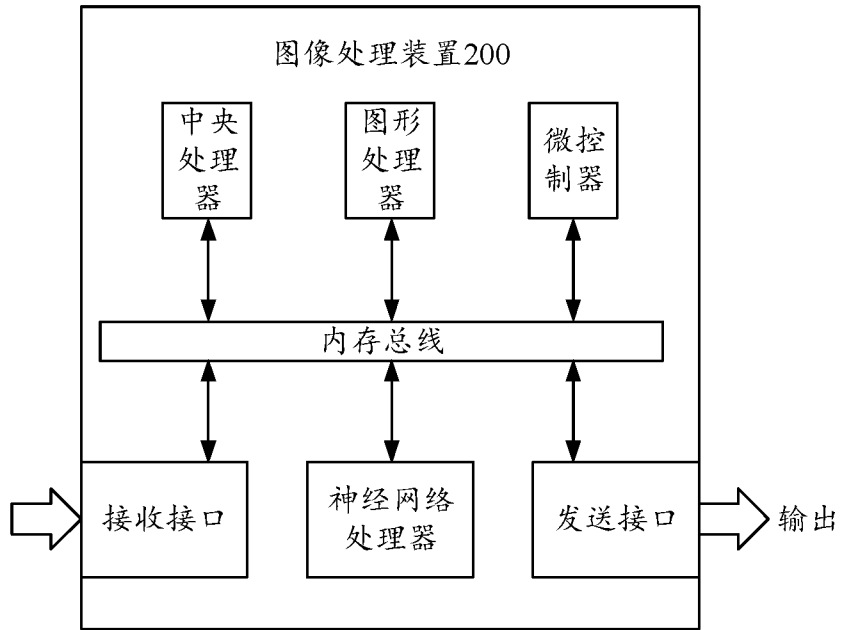 图像处理装置200
中央
处理
器
图形
处理
器
微控
制器
内存总线
接收接口
神经网络
处理器
发送接口
输出